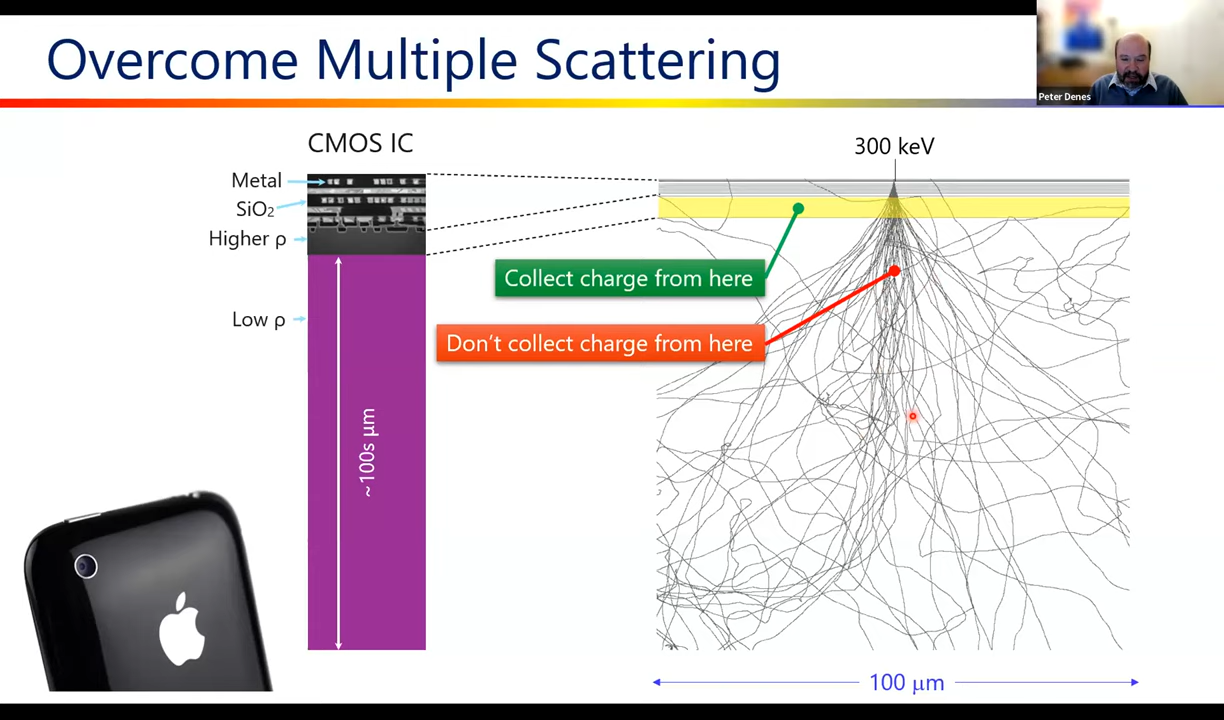 Overcome Multiple Scattering
Peter Denes
CMOS IC
300 keV
Metal
SiO₂
Higher ρ
Low ρ
~100s μm
Collect charge from here
Don't collect charge from here
100 μm